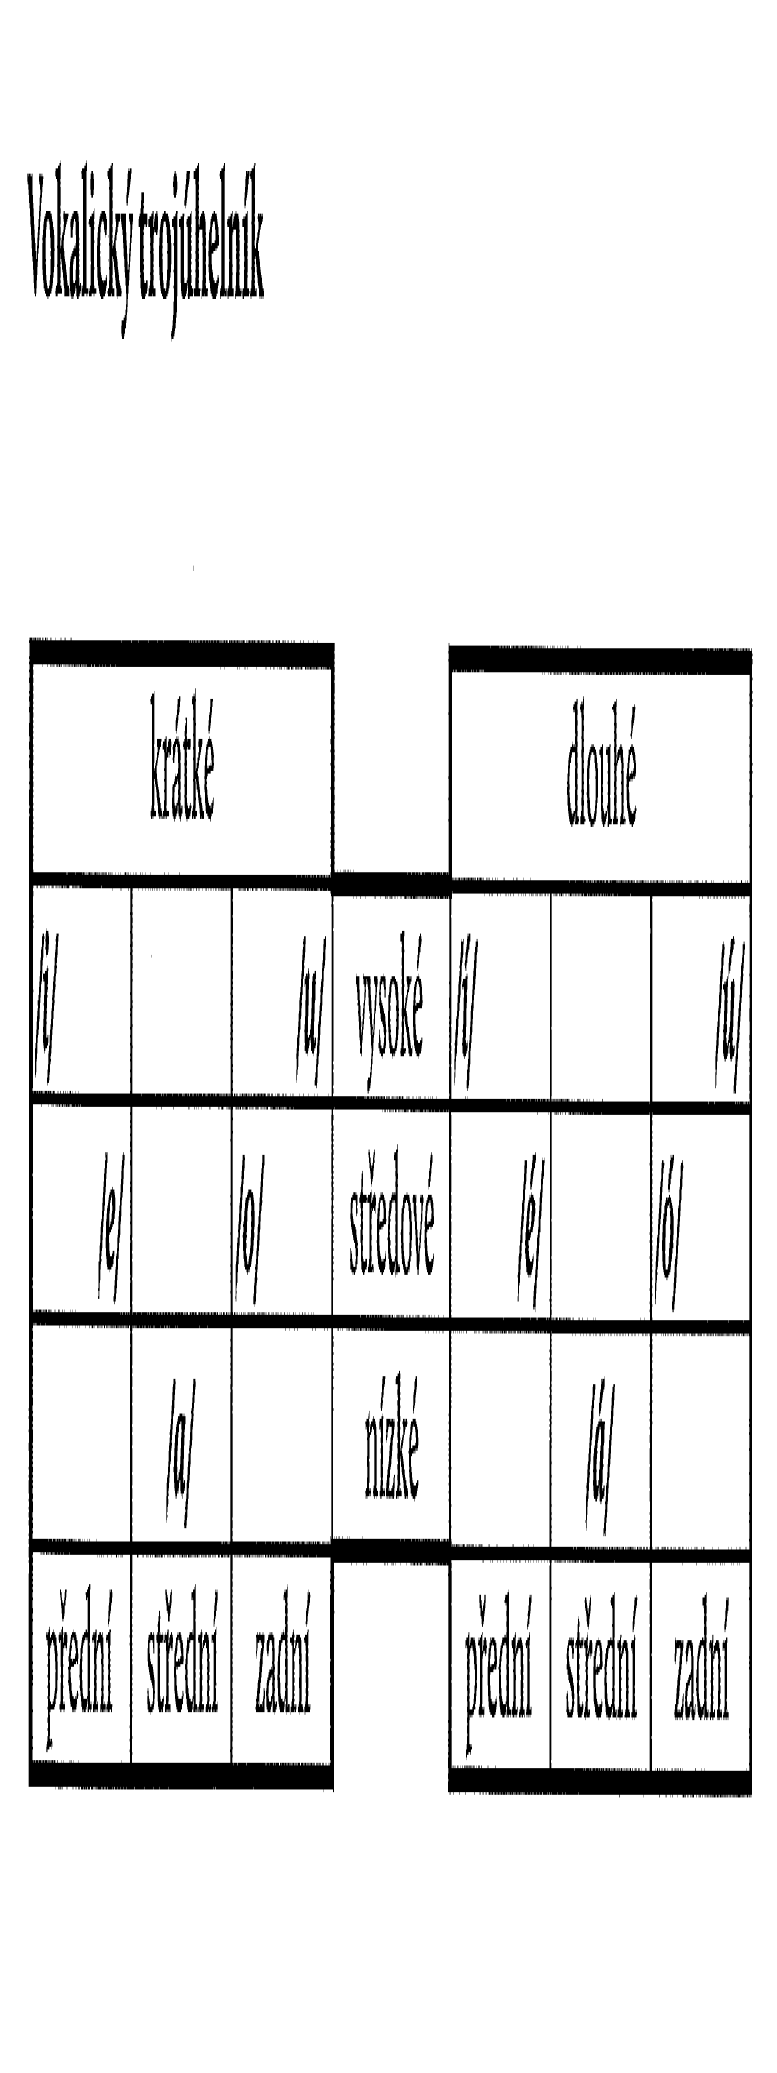 Vokalický trojúhelník
krátké dlouhé
/i/ /u/ vysoké /í/ /ú/
/e/ /o/ středové /é/ /ó/
/a/ nízké /á/
přední střední zadní přední střední zadní